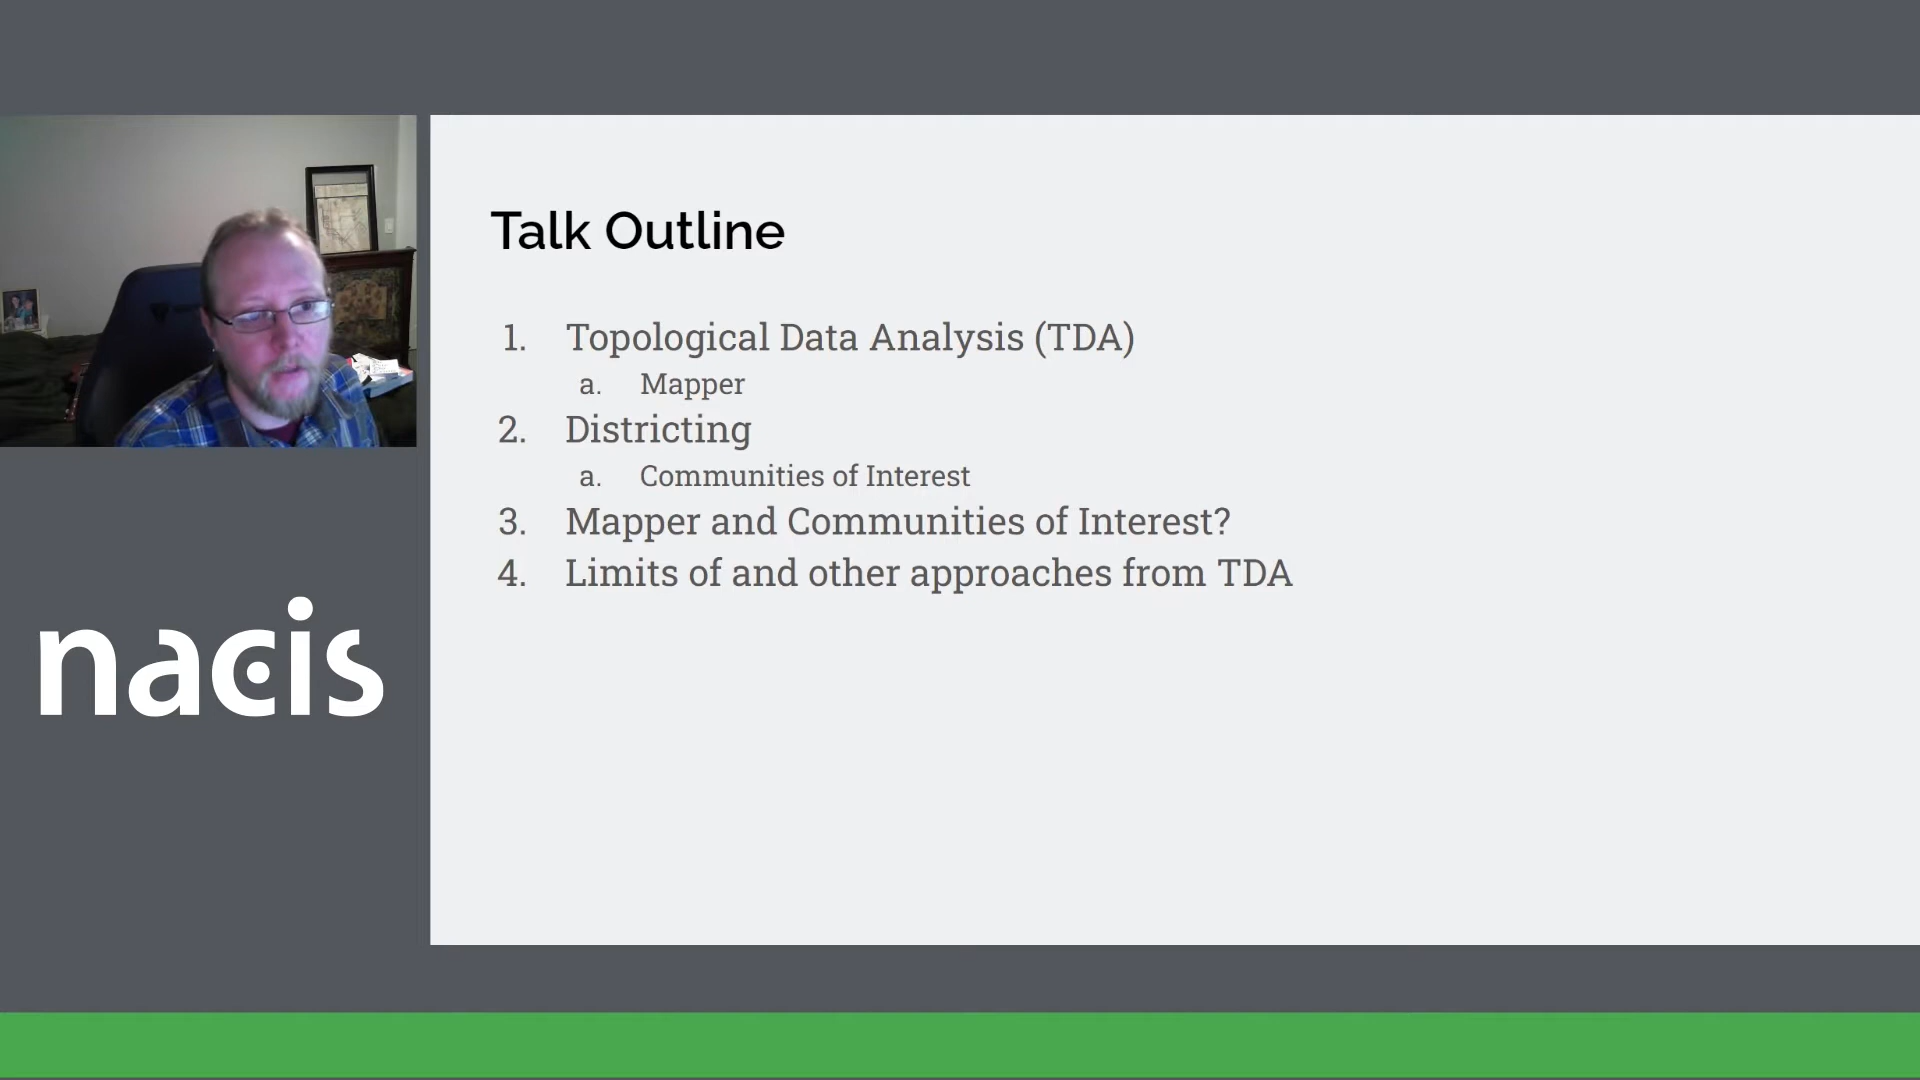 Talk Outline
1. Topological Data Analysis (TDA)
a. Mapper
2. Districting
a. Communities of Interest
3. Mapper and Communities of Interest?
4. Limits of and other approaches from TDA
nacis